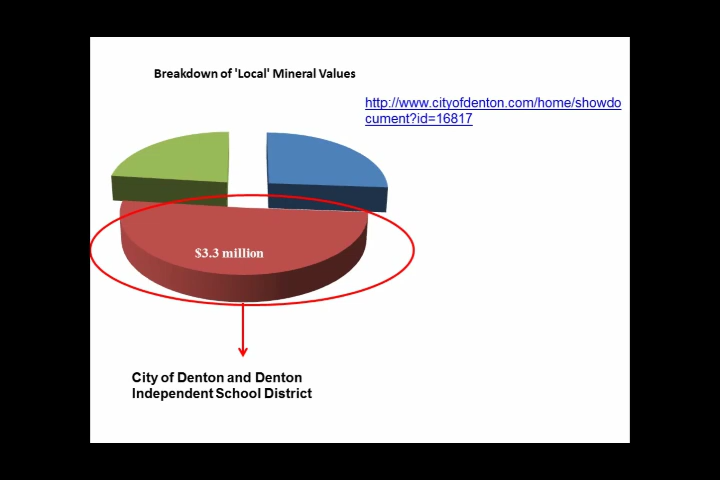 Breakdown of 'Local' Mineral Values
http://www.cityofdenton.com/home/showdo
cument?id=16817
$3.3 million
City of Denton and Denton
Independent School District